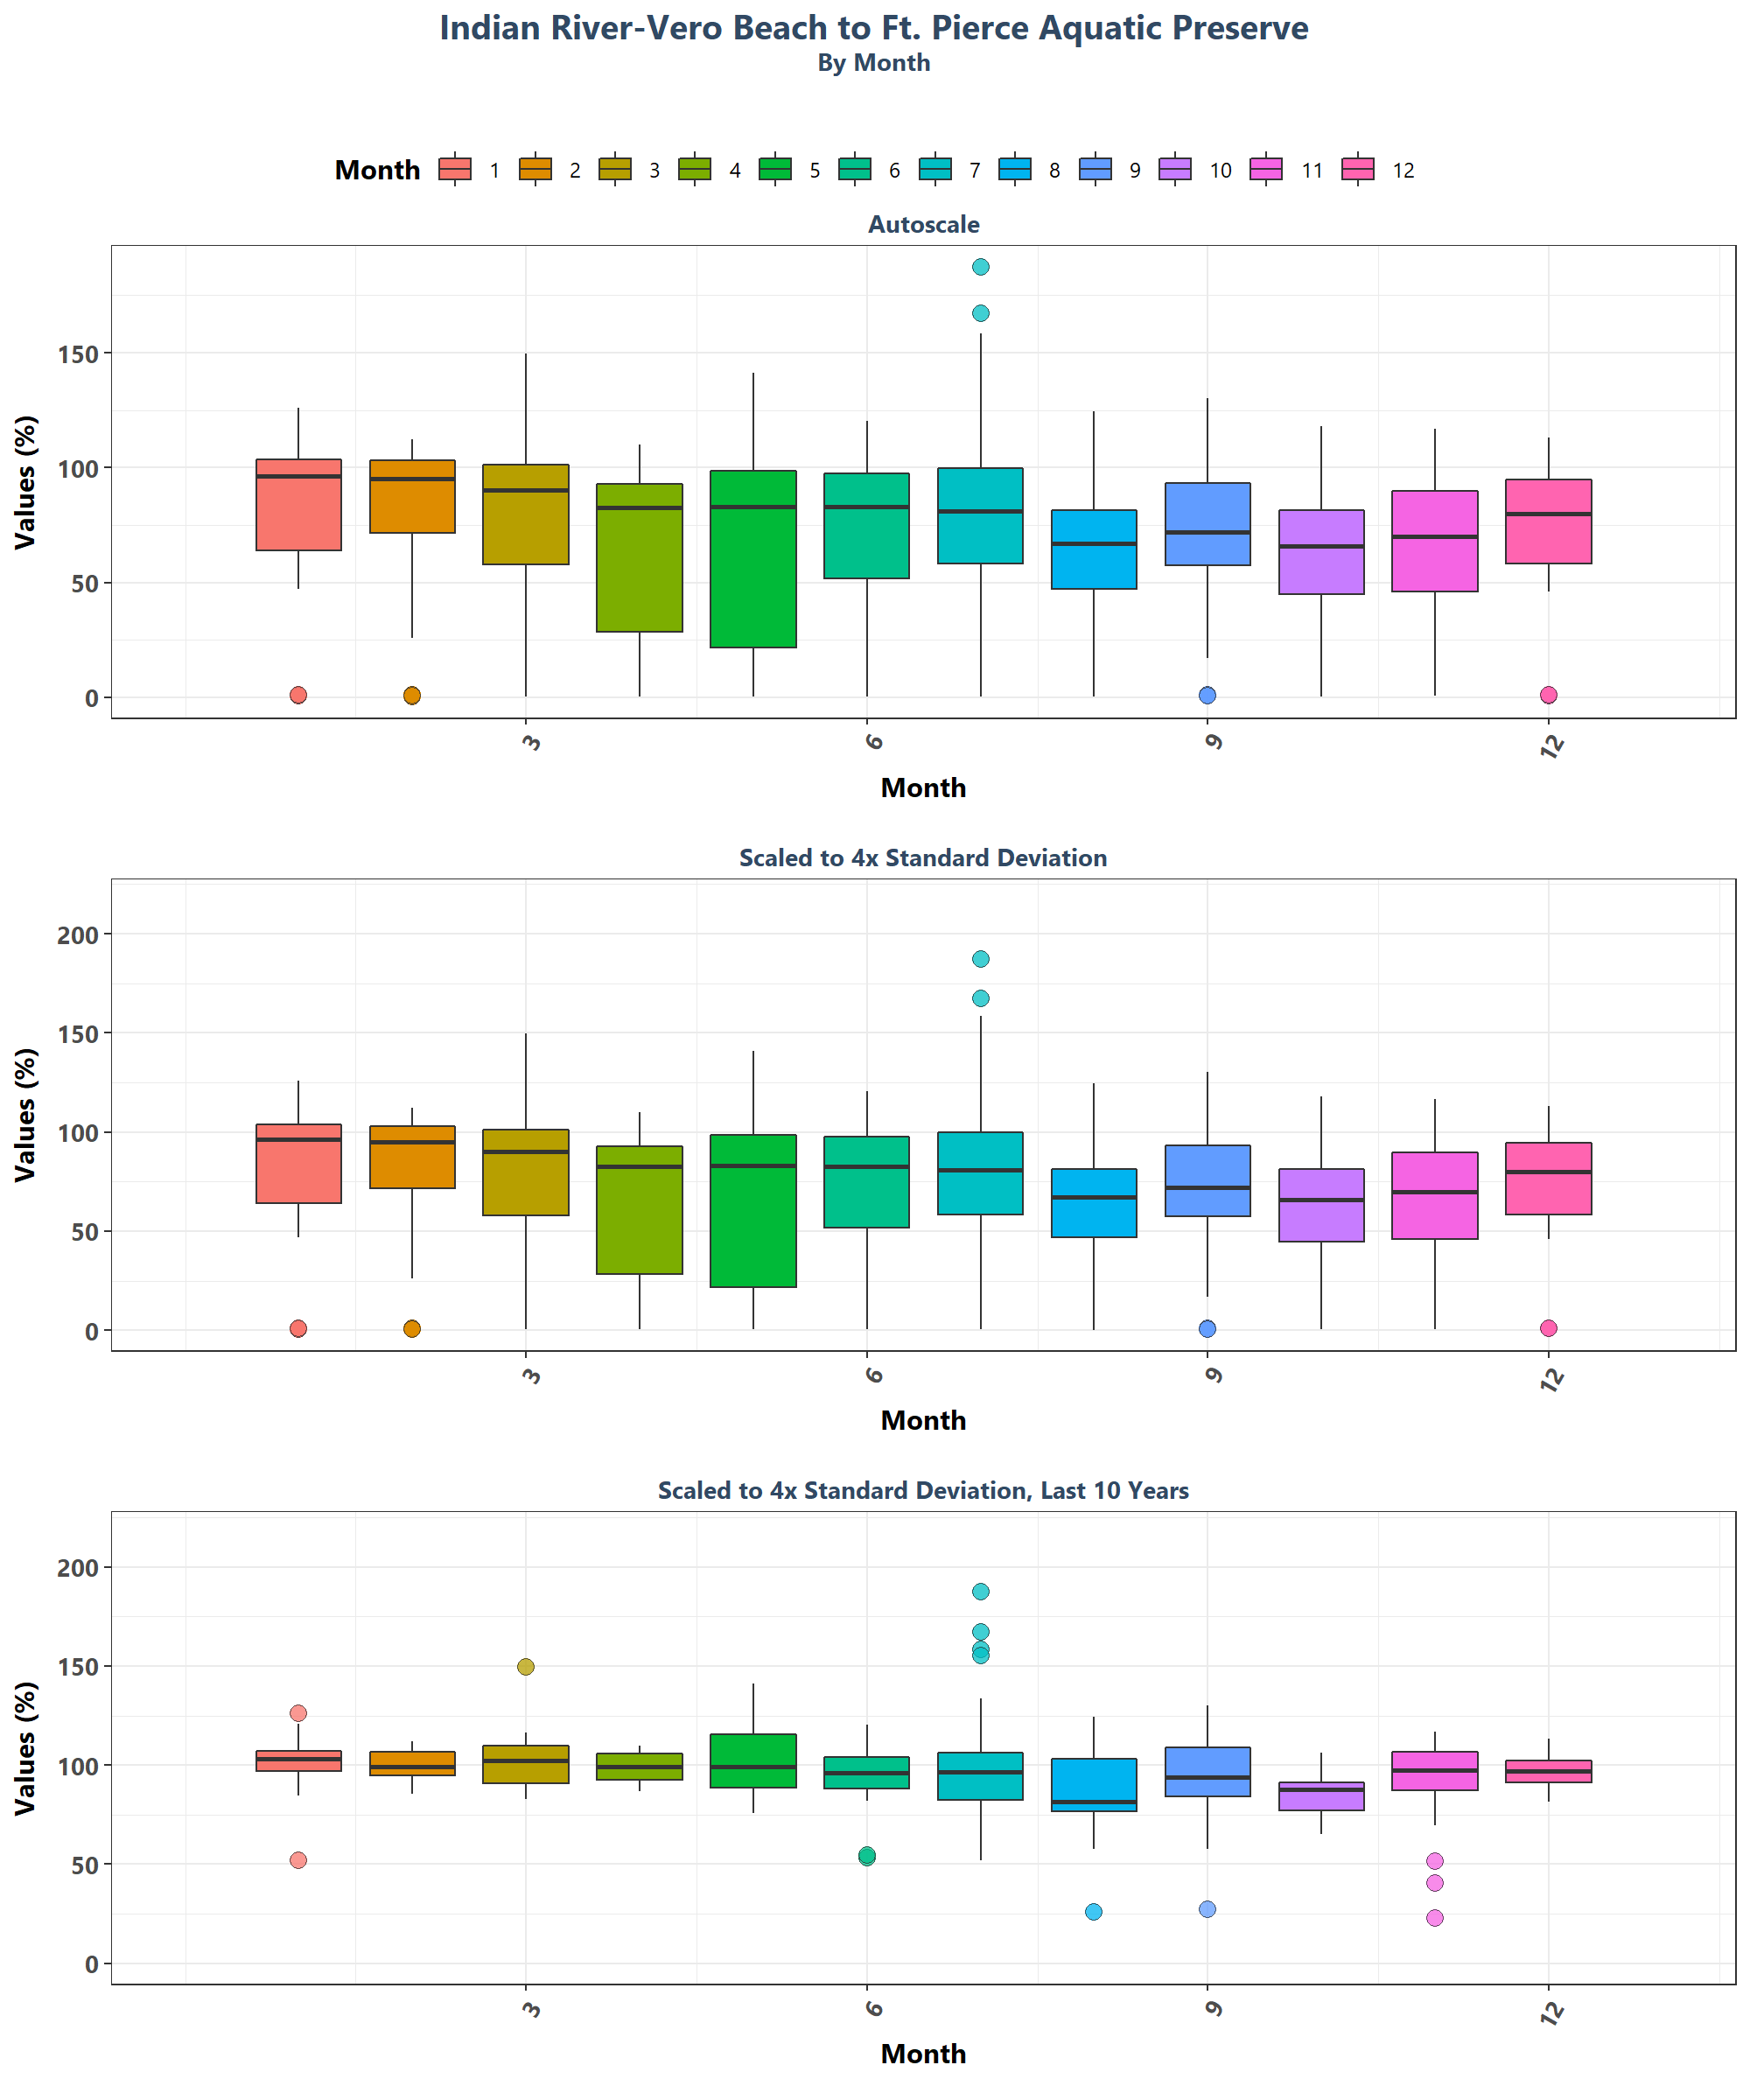 Indian River-Vero Beach to Ft. Pierce Aquatic Preserve
By Month
Month 1 2 3 4 5 6 7 8 9 10 11 12
Autoscale
Values (%)
150
100
50
0
3 6 9 12
Month
Scaled to 4x Standard Deviation
Values (%)
200
150
100
50
0
3 6 9 12
Month
Scaled to 4x Standard Deviation, Last 10 Years
Values (%)
200
150
100
50
0
3 6 9 12
Month